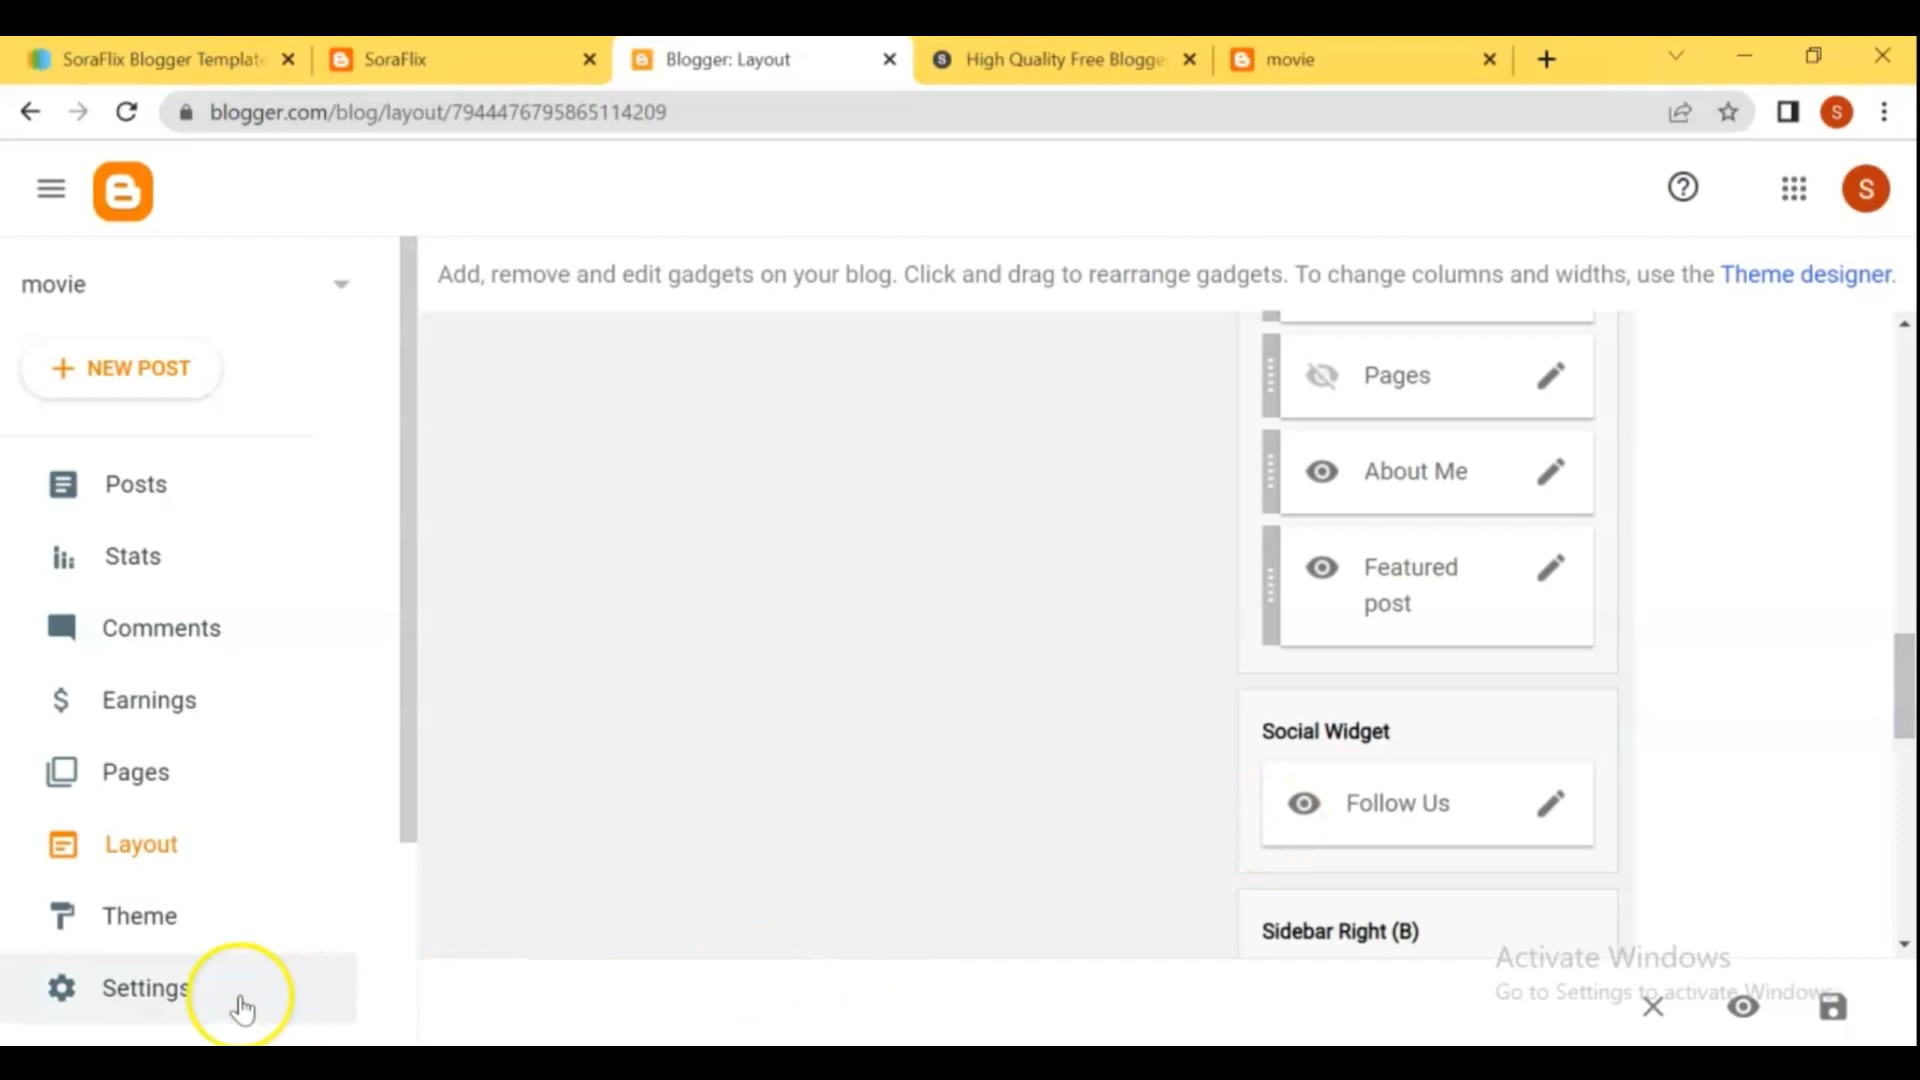 SoraFlix Blogger Templat
SoraFlix
Blogger: Layout
High Quality Free Blogge
movie
blogger.com/blog/layout/7944476795865114209
S
S
movie
Add, remove and edit gadgets on your blog. Click and drag to rearrange gadgets. To change columns and widths, use the Theme designer.
+ NEW POST
Posts
Stats
Comments
Earnings
Pages
Layout
Theme
Settings
Pages
About Me
Featured
post
Social Widget
Follow Us
Sidebar Right (B)
Activate Windows
Go to Settings to activate Windows.